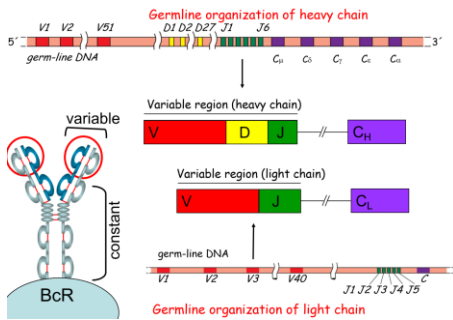 Germline organization of heavy chain
V1 V2 V51 D1 D2 D27 J1 J6
5´ 3´
germ-line DNA Cμ Cδ Cγ Cε Cα
variable
Variable region (heavy chain)
V D J CH
Variable region (light chain)
V J CL
constant
germ-line DNA
V1 V2 V3 V40 C
J1 J2 J3 J4 J5
BcR
Germline organization of light chain